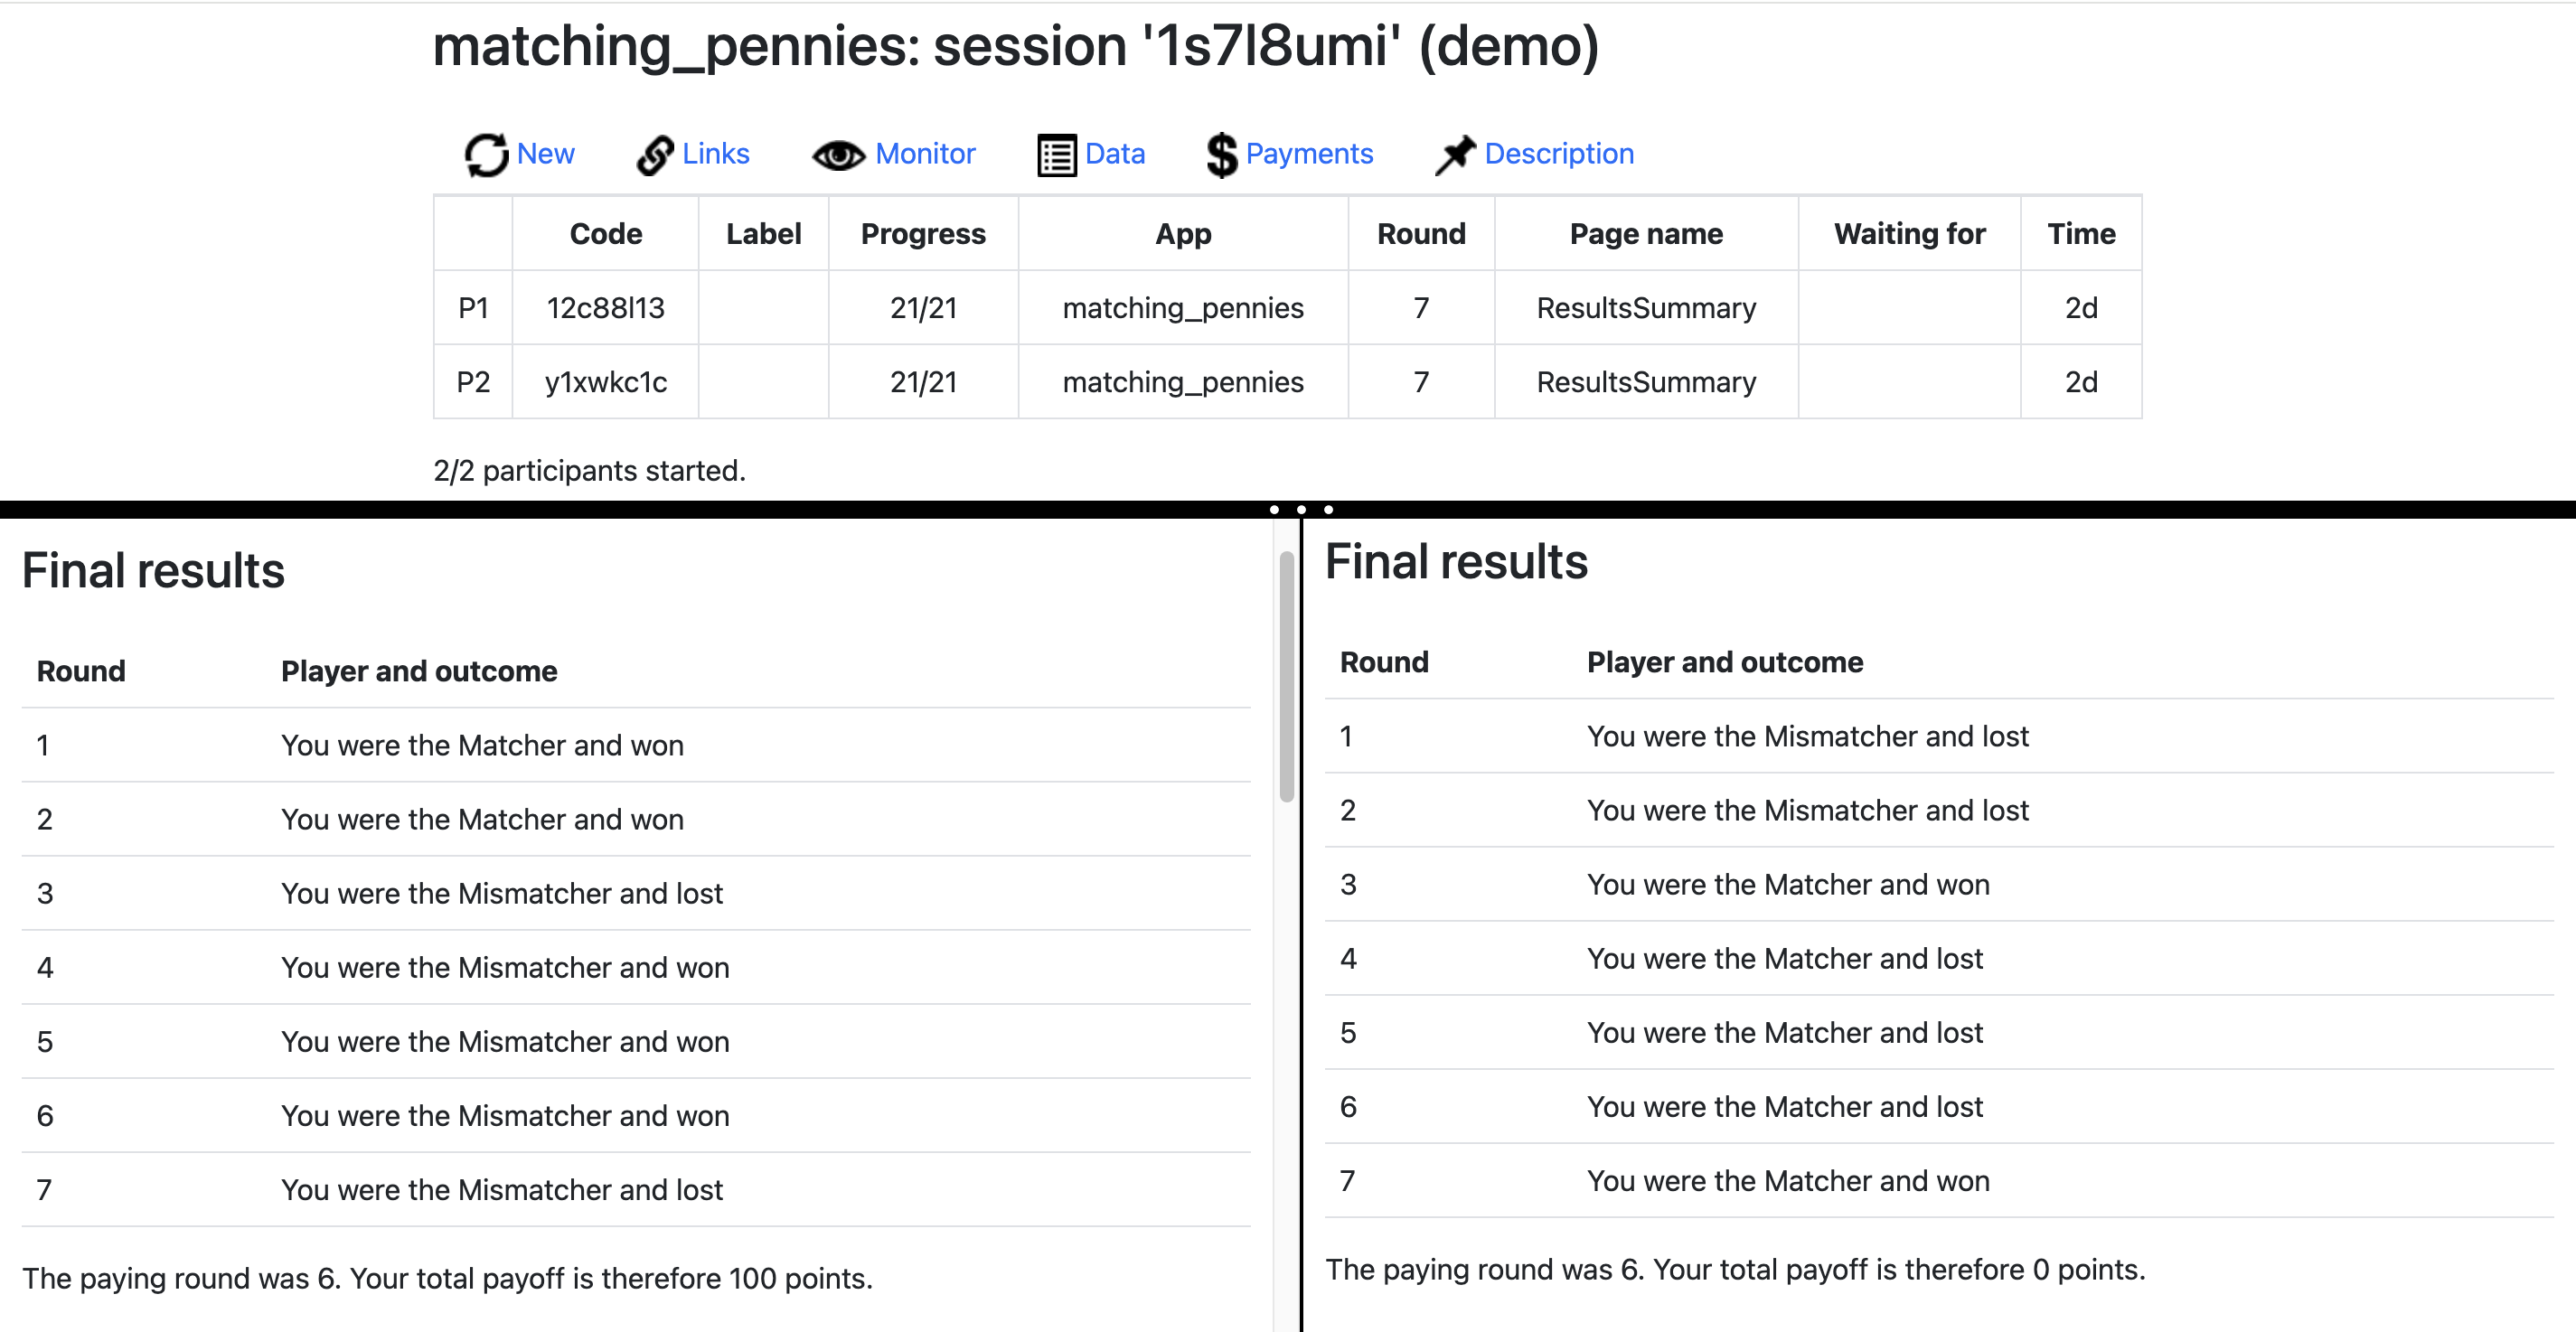 matching_pennies: session '1s7l8umi' (demo)
New Links Monitor Data Payments Description
Code Label Progress App Round Page name Waiting for Time
P1 12c88l13 21/21 matching_pennies 7 ResultsSummary 2d
P2 y1xwkc1c 21/21 matching_pennies 7 ResultsSummary 2d
2/2 participants started.
Final results
Round Player and outcome
1 You were the Matcher and won
2 You were the Matcher and won
3 You were the Mismatcher and lost
4 You were the Mismatcher and won
5 You were the Mismatcher and won
6 You were the Mismatcher and won
7 You were the Mismatcher and lost
The paying round was 6. Your total payoff is therefore 100 points.
Final results
Round Player and outcome
1 You were the Mismatcher and lost
2 You were the Mismatcher and lost
3 You were the Matcher and won
4 You were the Matcher and lost
5 You were the Matcher and lost
6 You were the Matcher and lost
7 You were the Matcher and won
The paying round was 6. Your total payoff is therefore 0 points.